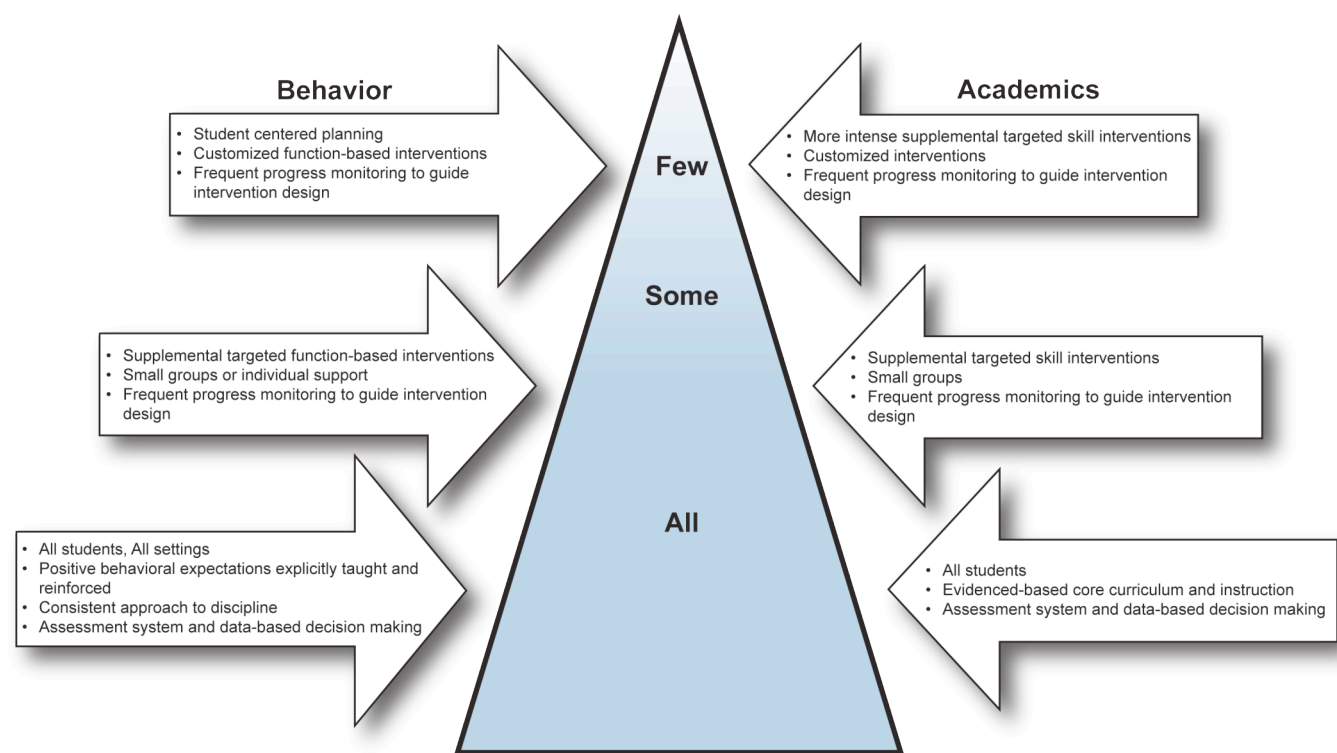 Behavior
• Student centered planning
• Customized function-based interventions
• Frequent progress monitoring to guide
intervention design
Academics
• More intense supplemental targeted skill interventions
• Customized interventions
• Frequent progress monitoring to guide intervention
design
Few
Some
• Supplemental targeted function-based interventions
• Small groups or individual support
• Frequent progress monitoring to guide intervention
design
• Supplemental targeted skill interventions
• Small groups
• Frequent progress monitoring to guide intervention
design
All
• All students, All settings
• Positive behavioral expectations explicitly taught and
reinforced
• Consistent approach to discipline
• Assessment system and data-based decision making
• All students
• Evidenced-based core curriculum and instruction
• Assessment system and data-based decision making